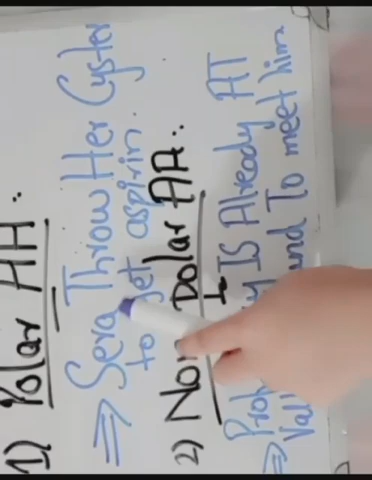 1) Polar AA:
⇒ Sera Throw Her Cyster
to get aspirin.
2) Non Polar AA:
IS Already AT
and To meet him